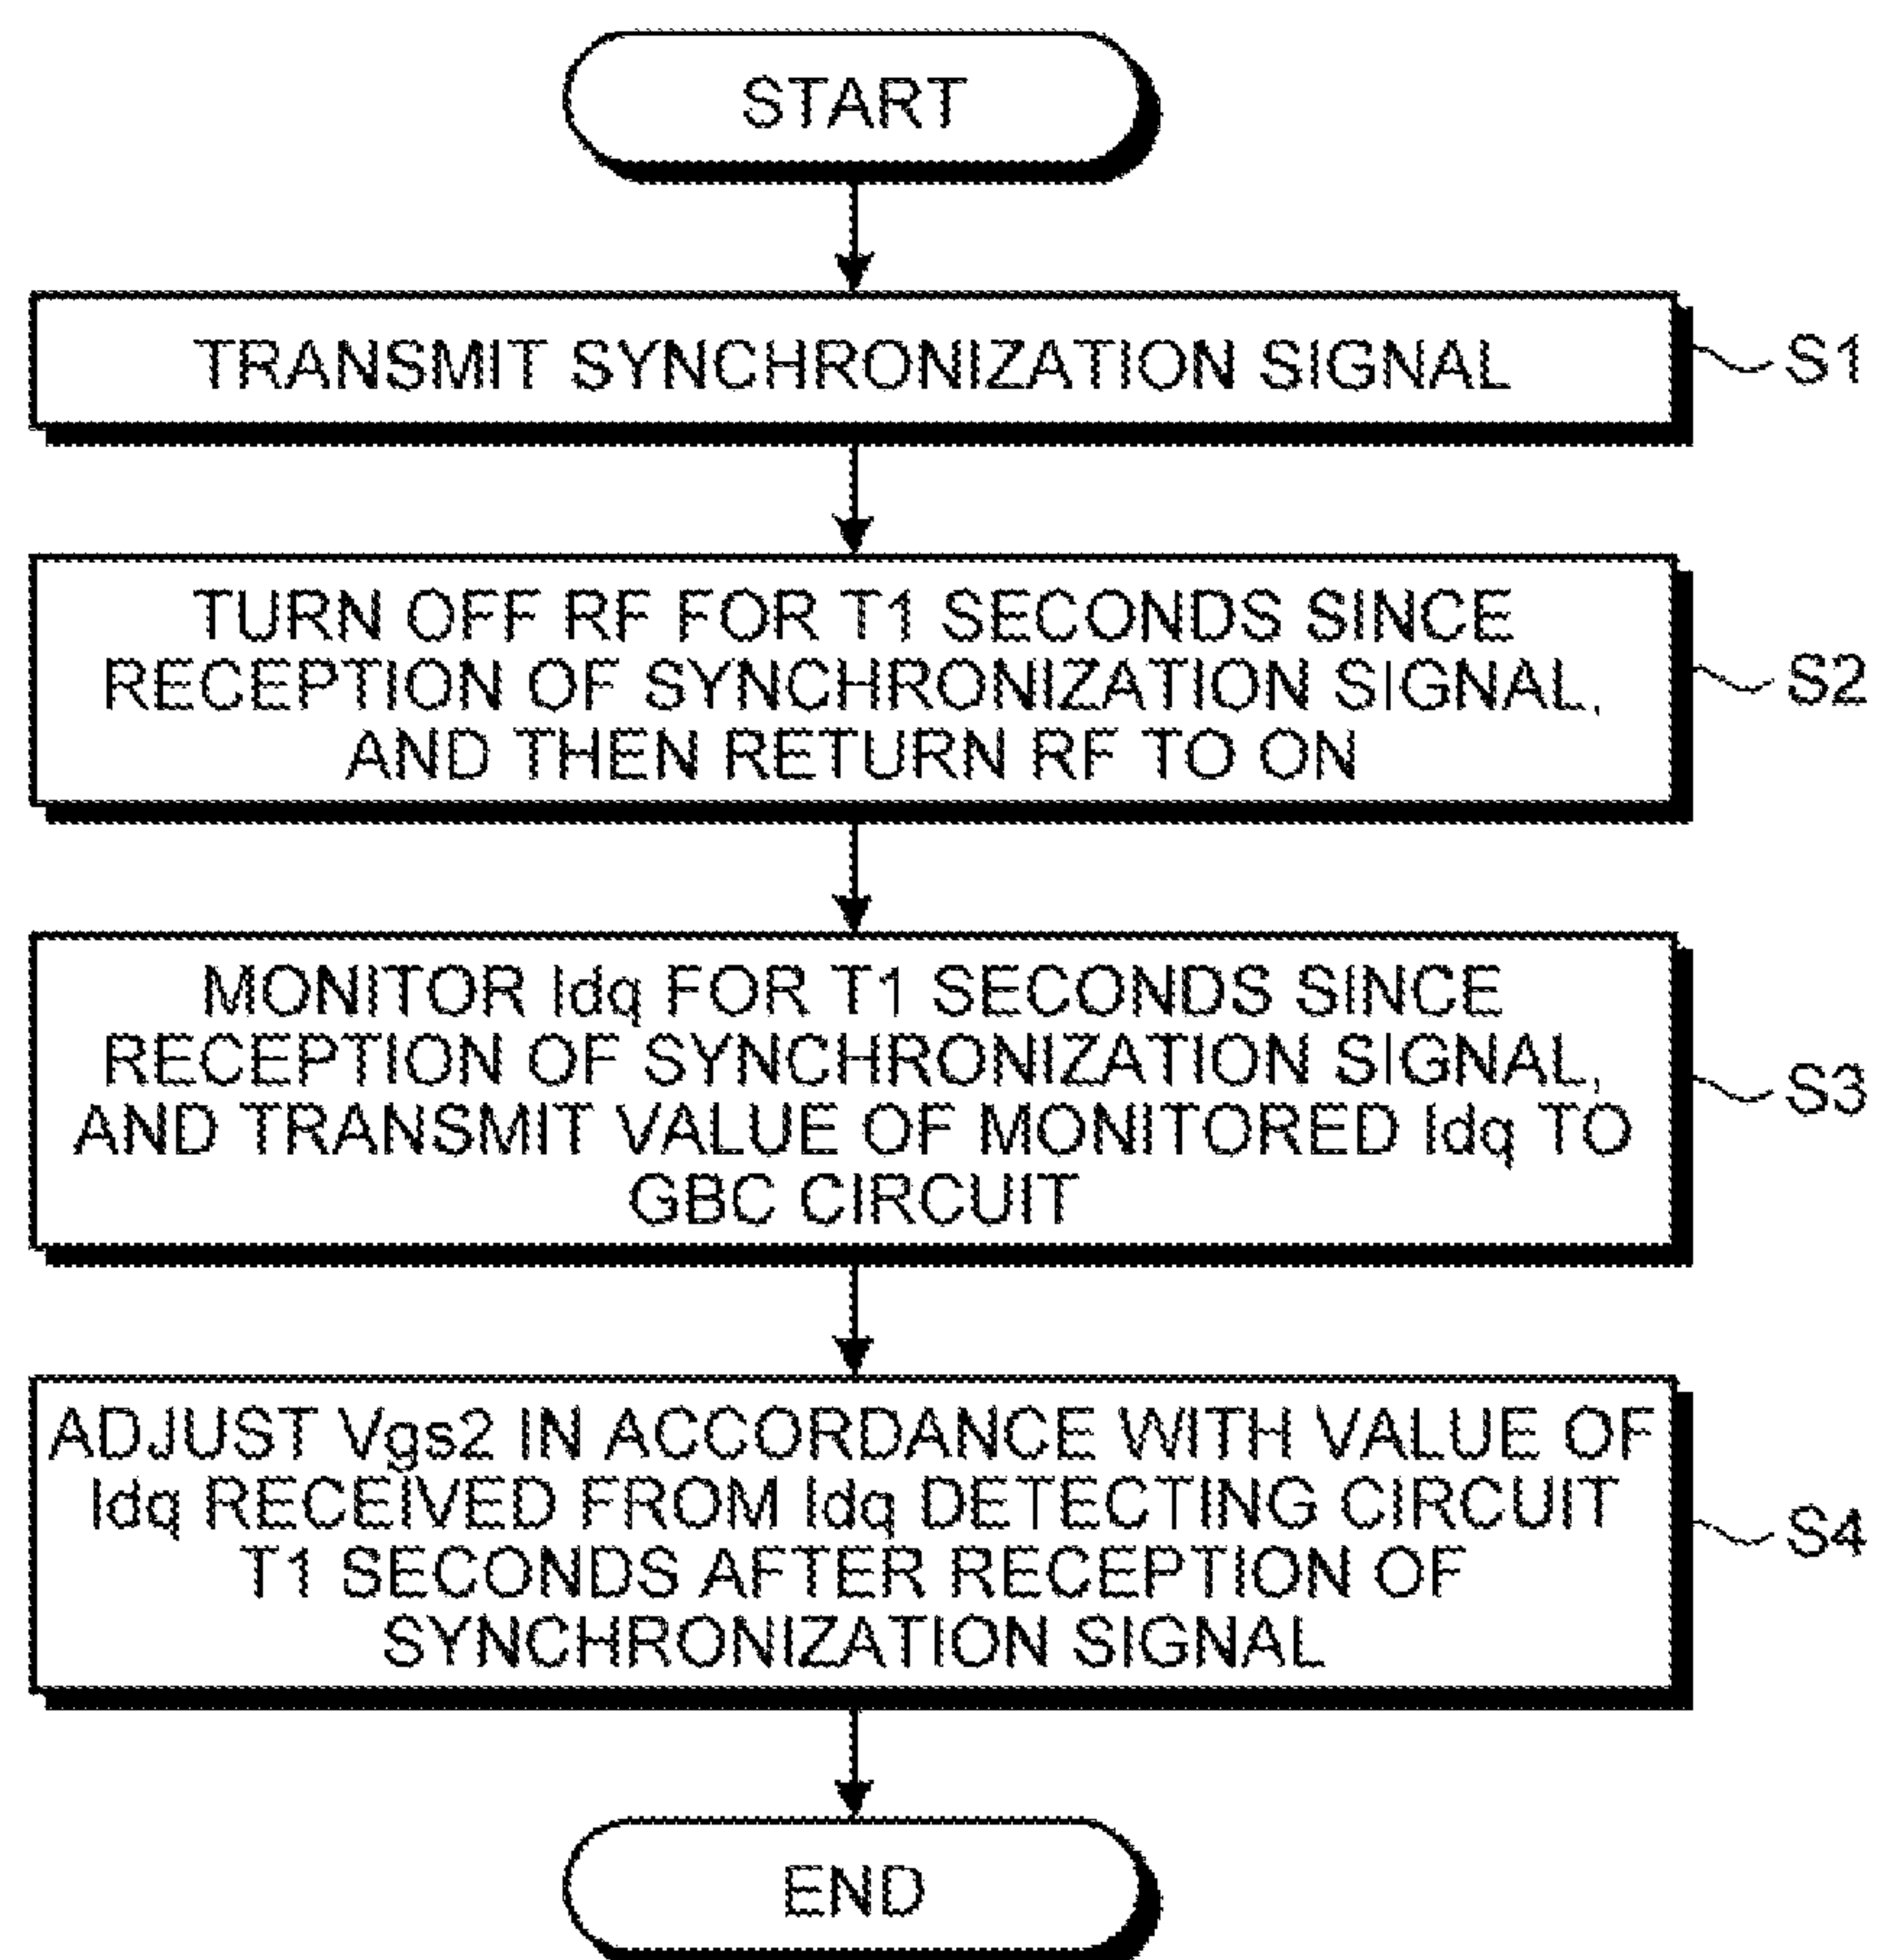 START
TRANSMIT SYNCHRONIZATION SIGNAL
S1
TURN OFF RF FOR T1 SECONDS SINCE
RECEPTION OF SYNCHRONIZATION SIGNAL,
AND THEN RETURN RF TO ON
S2
MONITOR Idq FOR T1 SECONDS SINCE
RECEPTION OF SYNCHRONIZATION SIGNAL,
AND TRANSMIT VALUE OF MONITORED Idq TO
GBC CIRCUIT
S3
ADJUST Vgs2 IN ACCORDANCE WITH VALUE OF
Idq RECEIVED FROM Idq DETECTING CIRCUIT
T1 SECONDS AFTER RECEPTION OF
SYNCHRONIZATION SIGNAL
S4
END